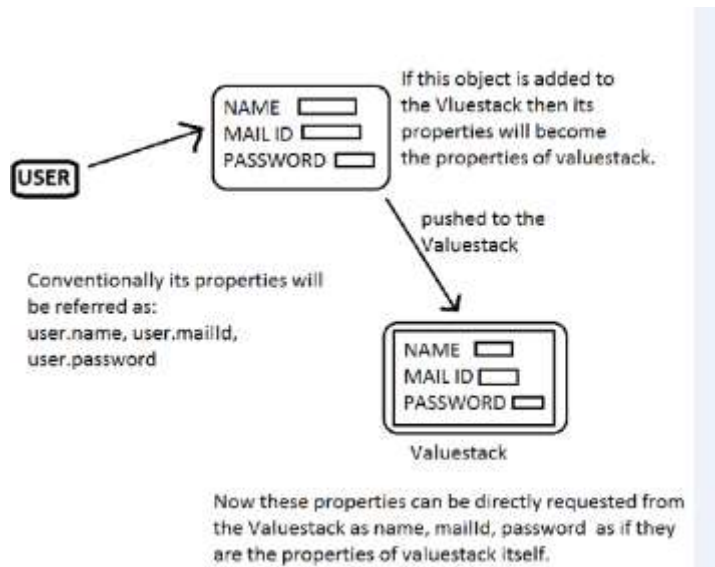 If this object is added to
the Vluestack then its
properties will become
the properties of valuestack.
NAME
MAIL ID
PASSWORD
USER
pushed to the
Valuestack
Conventionally its properties will
be referred as:
user.name, user.mailId,
user.password
NAME
MAIL ID
PASSWORD
Valuestack
Now these properties can be directly requested from
the Valuestack as name, mailId, password as if they
are the properties of valuestack itself.